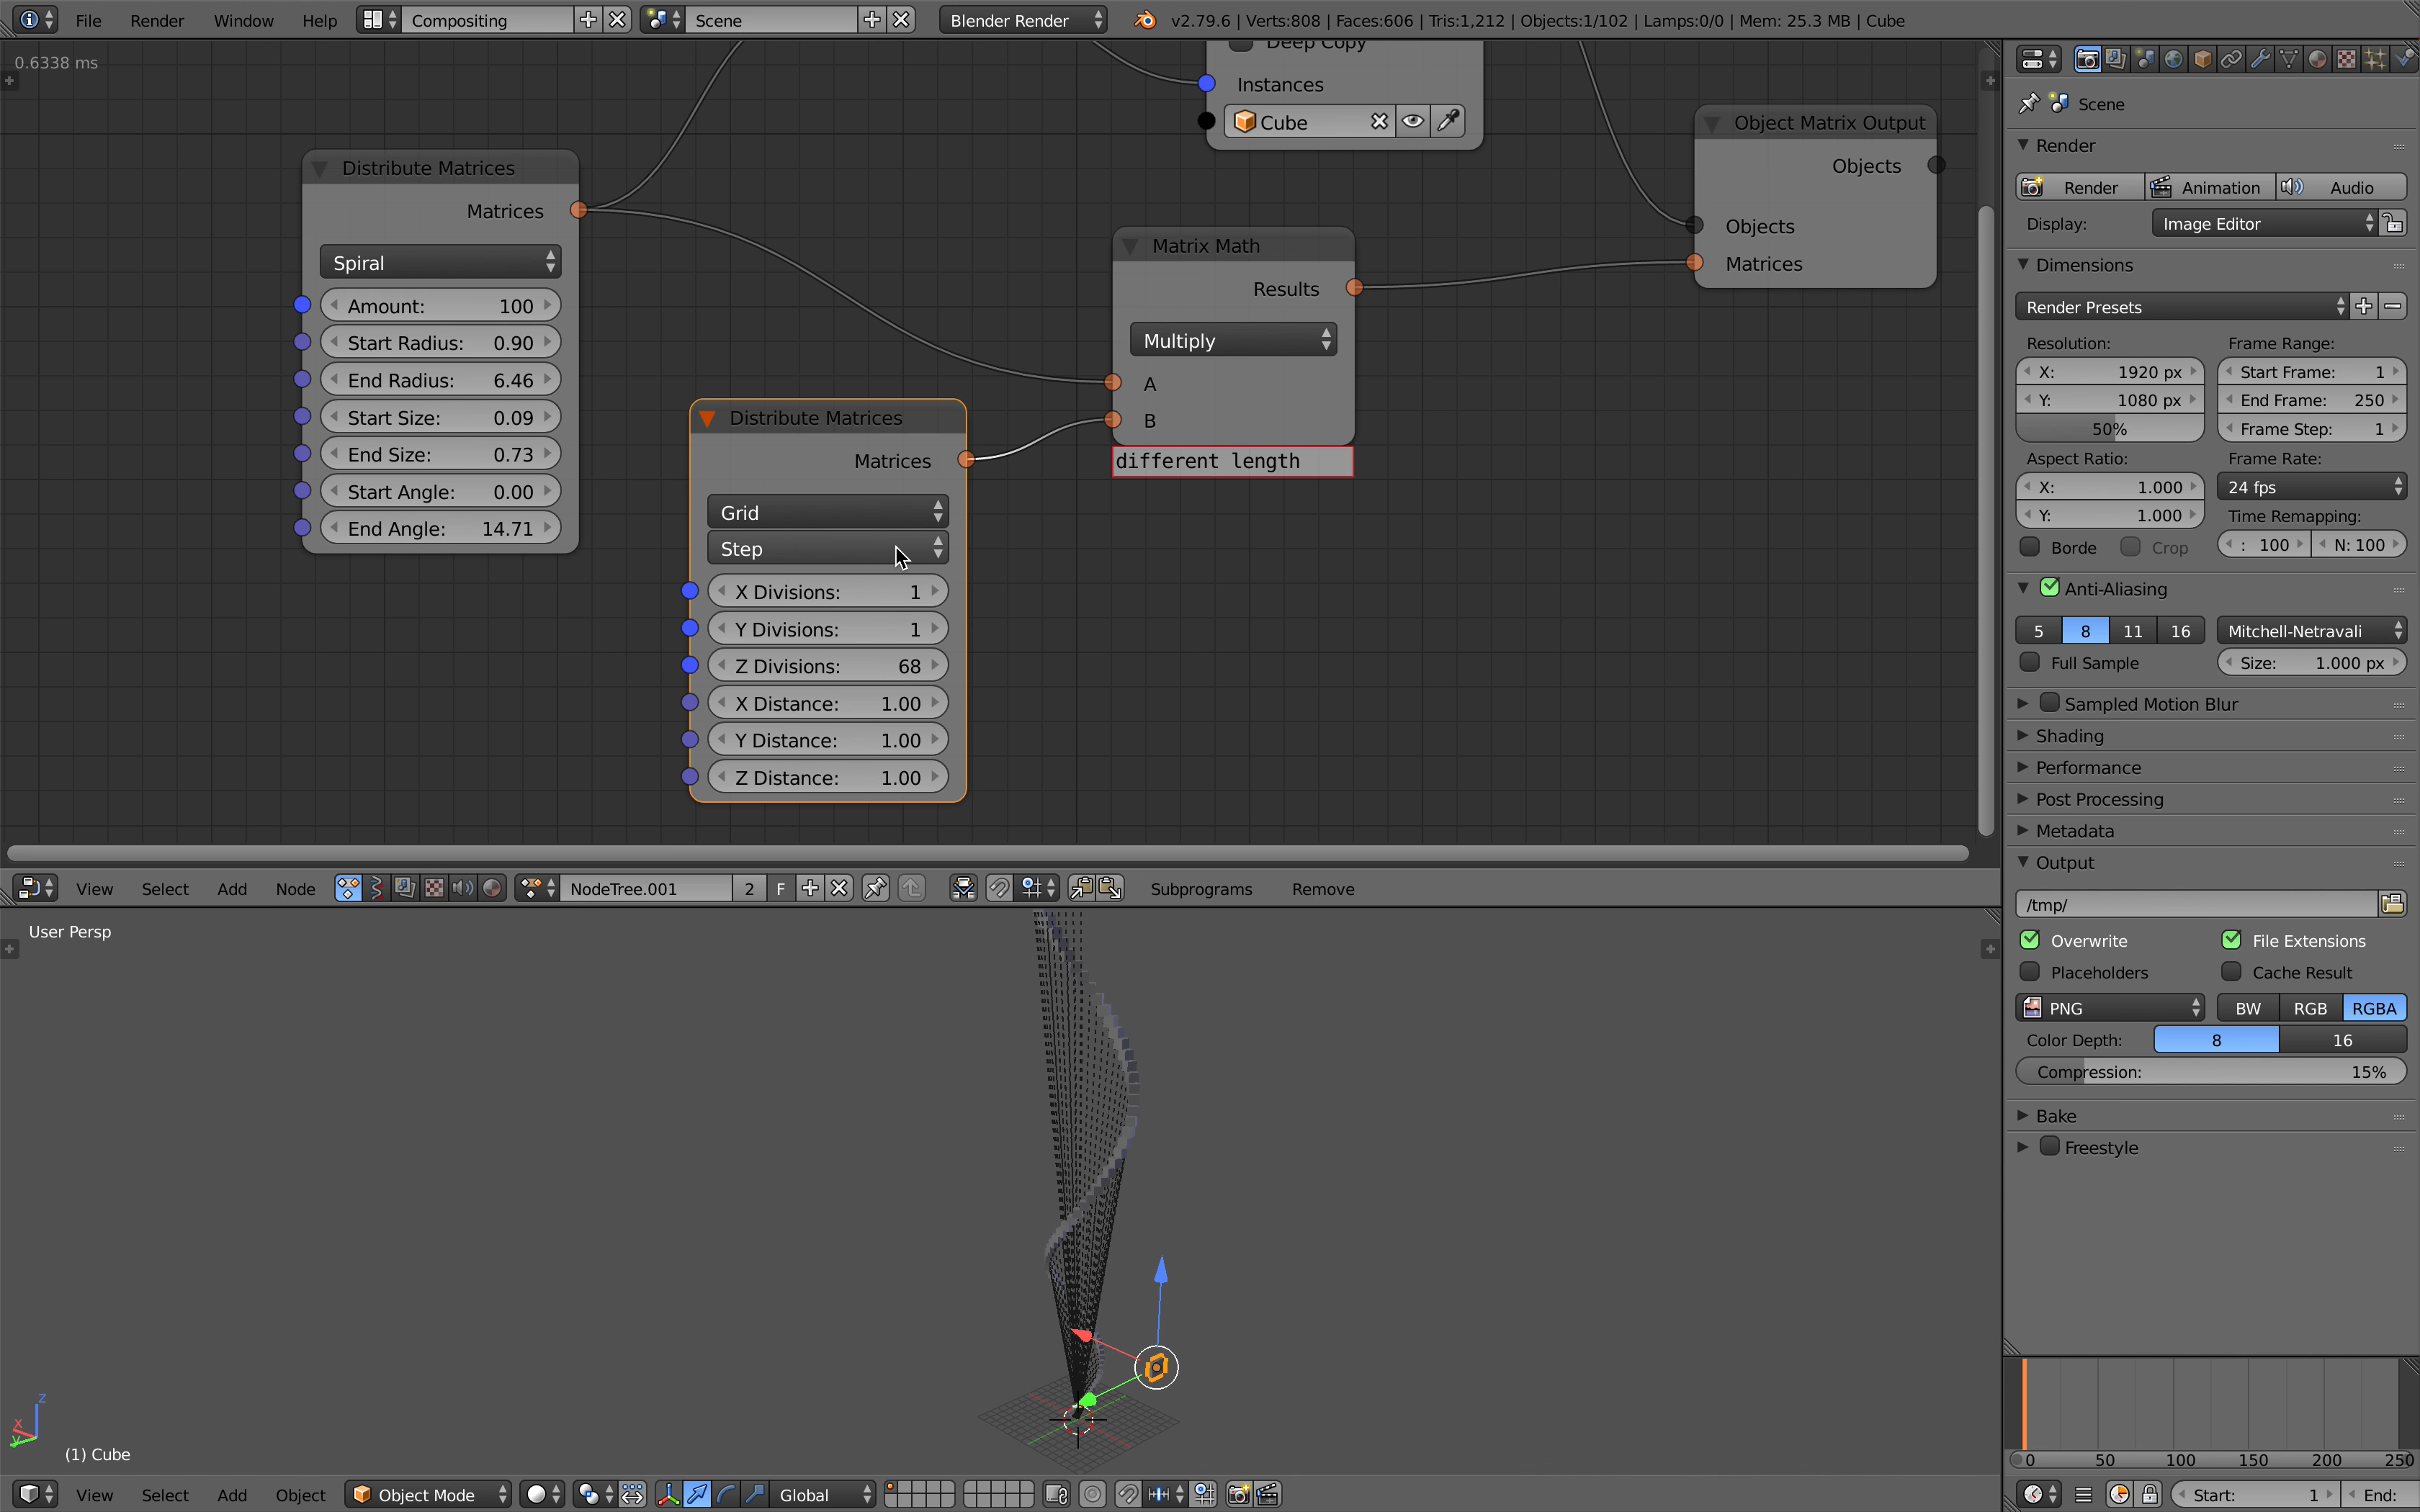 File Render Window Help Compositing Scene Blender Render v2.79.6 | Verts:808 | Faces:606 | Tris:1,212 | Objects:1/102 | Lamps:0/0 | Mem: 25.3 MB | Cube
0.6338 ms
Deep Copy
Instances
Cube
Distribute Matrices
Matrices
Spiral
Amount: 100
Start Radius: 0.90
End Radius: 6.46
Start Size: 0.09
End Size: 0.73
Start Angle: 0.00
End Angle: 14.71
Distribute Matrices
Matrices
Grid
Step
X Divisions: 1
Y Divisions: 1
Z Divisions: 68
X Distance: 1.00
Y Distance: 1.00
Z Distance: 1.00
Matrix Math
Results
Multiply
A
B
different length
Object Matrix Output
Objects
Objects
Matrices
View Select Add Node NodeTree.001 2 F Subprograms Remove
User Persp
z
x
y
(1) Cube
View Select Add Object Object Mode Global
Scene
Render
Render Animation Audio
Display: Image Editor
Dimensions
Render Presets
Resolution: Frame Range:
X: 1920 px Start Frame: 1
Y: 1080 px End Frame: 250
50% Frame Step: 1
Aspect Ratio: Frame Rate:
X: 1.000 24 fps
Y: 1.000 Time Remapping:
Borde Crop : 100 N: 100
Anti-Aliasing
5 8 11 16 Mitchell-Netravali
Full Sample Size: 1.000 px
Sampled Motion Blur
Shading
Performance
Post Processing
Metadata
Output
/tmp/
Overwrite File Extensions
Placeholders Cache Result
PNG BW RGB RGBA
Color Depth: 8 16
Compression: 15%
Bake
Freestyle
0 50 100 150 200 250
Start: 1 End: